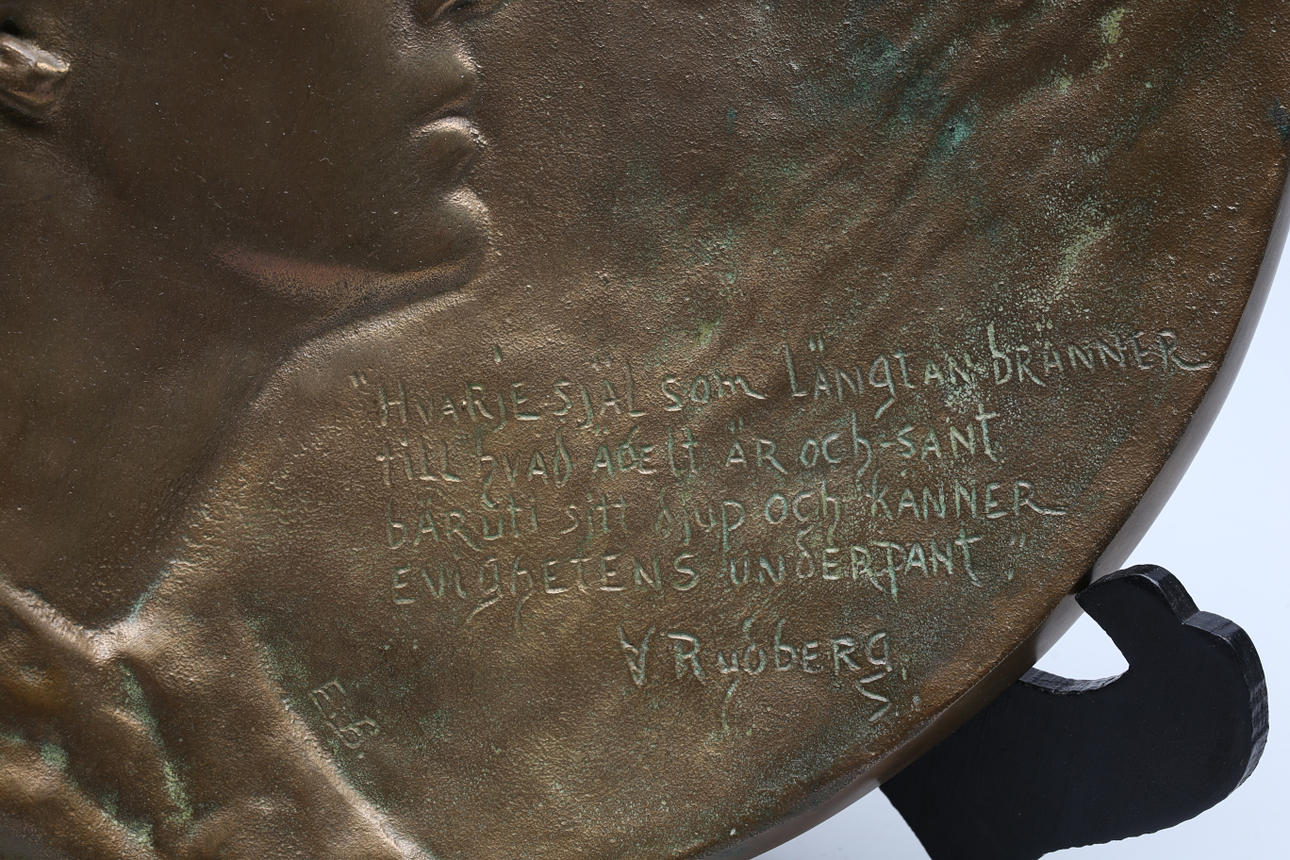 "HVARJE SJÄL SOM LÄNGTAN BRÄNNER
TILL HVAD ÄDELT ÄR OCH SANT
BÄR UTI SITT DJUP OCH KÄNNER
EVIGHETENS UNDERPANT"
V RYDBERG
E.B